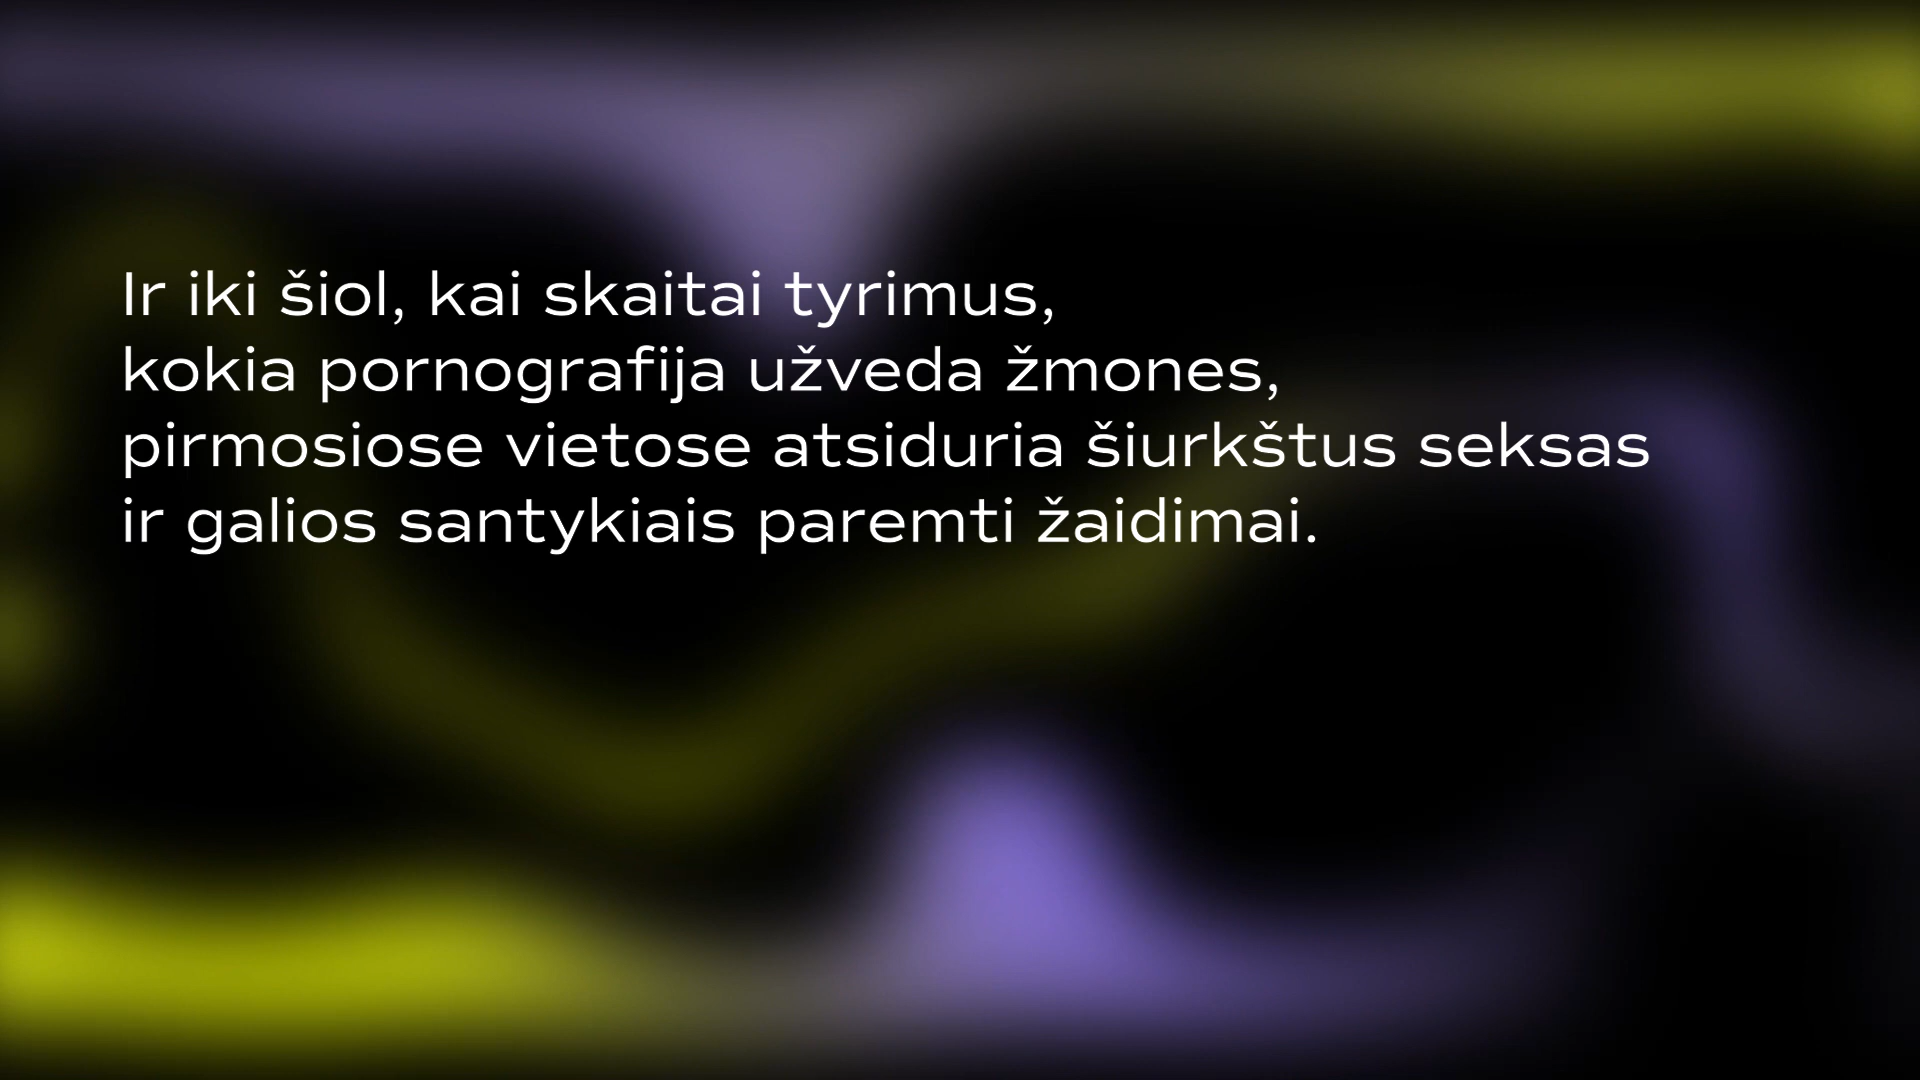 Ir iki šiol, kai skaitai tyrimus,
kokia pornografija užveda žmones,
pirmosiose vietose atsiduria šiurkštus seksas
ir galios santykiais paremti žaidimai.